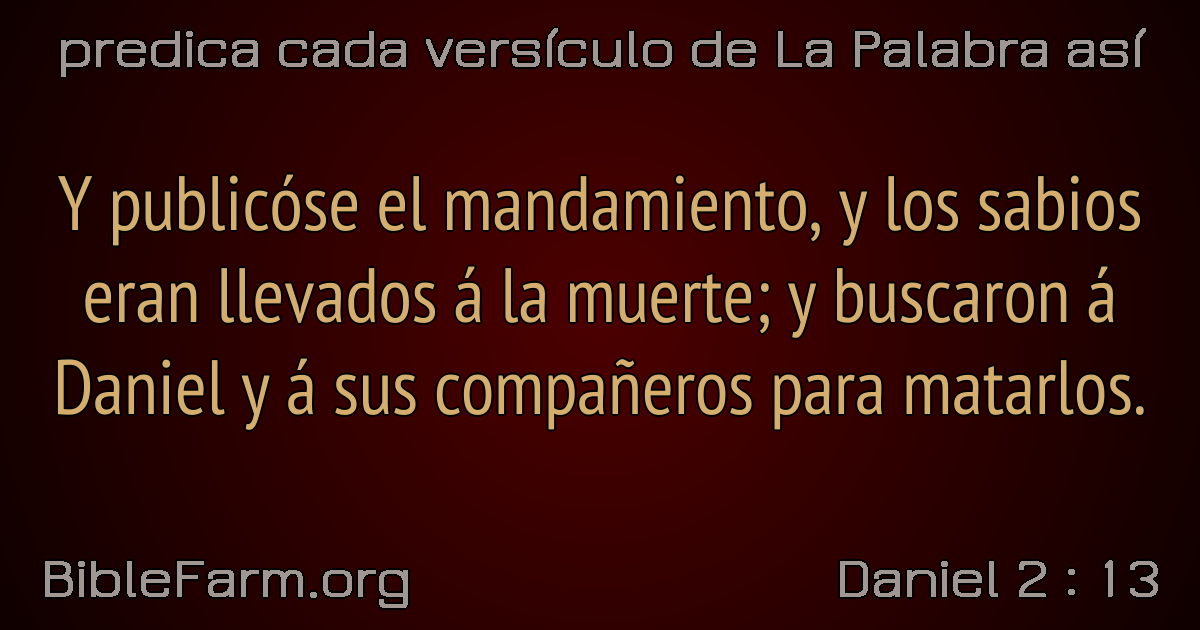 predica cada versículo de La Palabra así
Y publicóse el mandamiento, y los sabios
eran llevados á la muerte; y buscaron á
Daniel y á sus compañeros para matarlos.
BibleFarm.org
Daniel 2 : 13